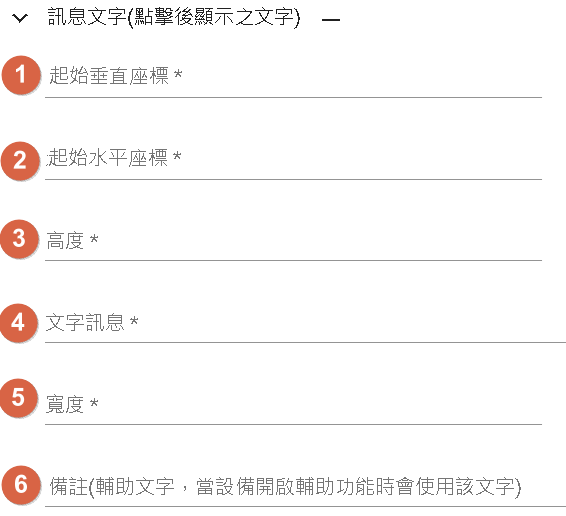 訊息文字(點擊後顯示之文字)
1 起始垂直座標 *
2 起始水平座標 *
3 高度 *
4 文字訊息 *
5 寬度 *
6 備註(輔助文字，當設備開啟輔助功能時會使用該文字)